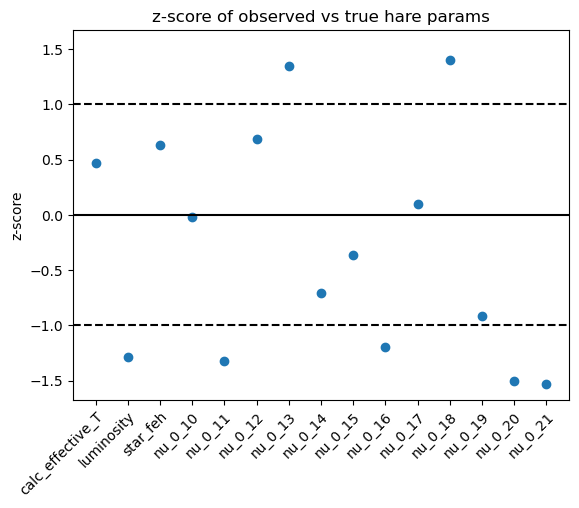 z-score of observed vs true hare params
z-score
1.5
1.0
0.5
0.0
−0.5
−1.0
−1.5
calc_effective_T
luminosity
star_feh
nu_0_10
nu_0_11
nu_0_12
nu_0_13
nu_0_14
nu_0_15
nu_0_16
nu_0_17
nu_0_18
nu_0_19
nu_0_20
nu_0_21